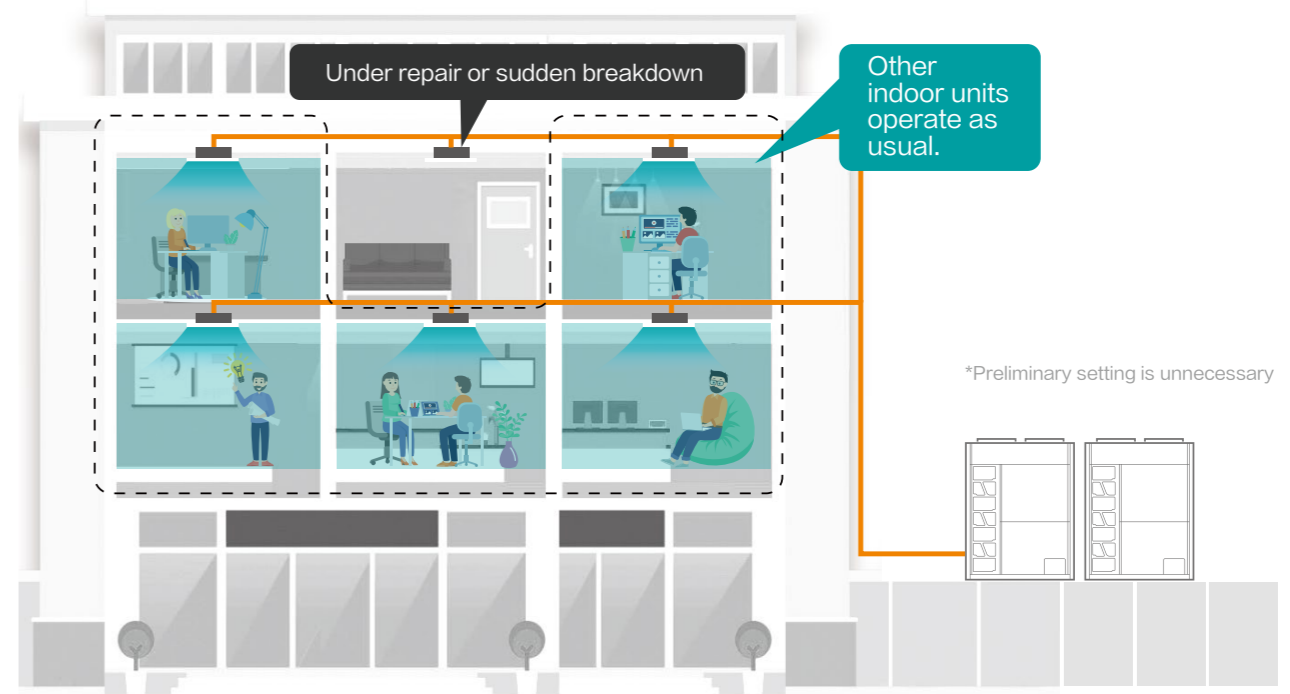 Under repair or sudden breakdown
Other
indoor units
operate as
usual.
*Preliminary setting is unnecessary